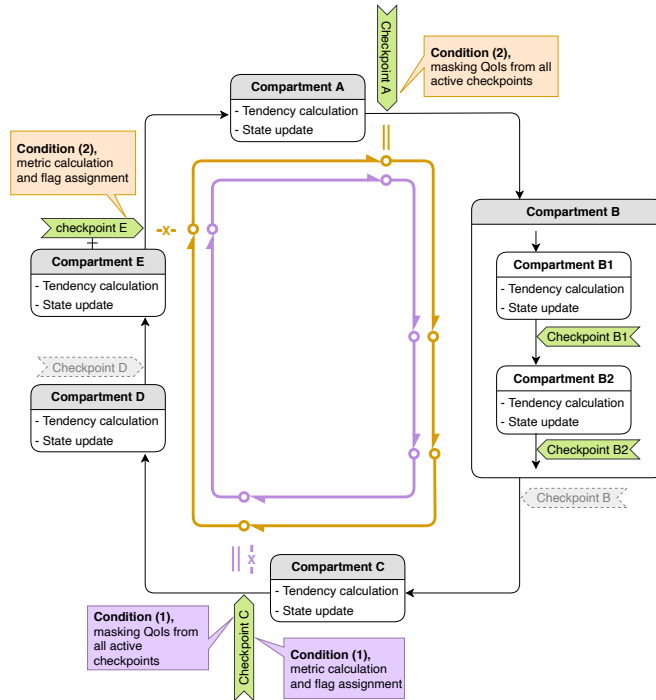 Checkpoint A
Condition (2),
masking QoIs from all
active checkpoints
Compartment A
- Tendency calculation
- State update
Condition (2),
metric calculation
and flag assignment
checkpoint E
-x-
Compartment B
Compartment E
- Tendency calculation
- State update
Compartment B1
- Tendency calculation
- State update
Checkpoint B1
Checkpoint D
Compartment B2
- Tendency calculation
- State update
Compartment D
- Tendency calculation
- State update
Checkpoint B2
Checkpoint B
x
Compartment C
- Tendency calculation
- State update
Condition (1),
masking QoIs from
all active
checkpoints
Checkpoint C
Condition (1),
metric calculation
and flag assignment